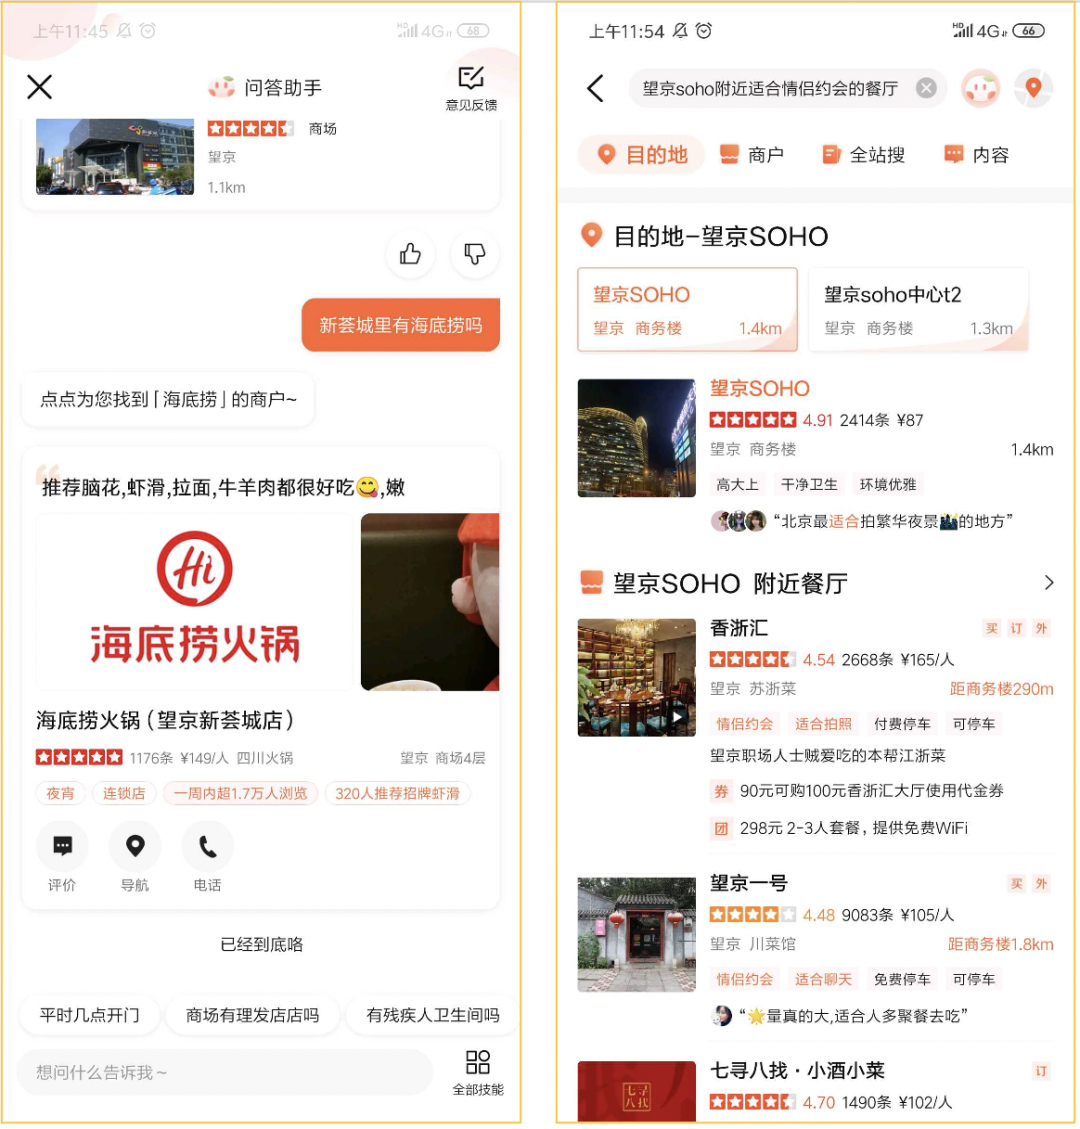 上午11:45
HD 4G 68
问答助手
意见反馈
商场
望京
1.1km
新荟城里有海底捞吗
点点为您找到「海底捞」的商户~
推荐脑花,虾滑,拉面,牛羊肉都很好吃😋,嫩
Hi
海底捞火锅
海底捞火锅（望京新荟城店）
1176条 ¥149/人 四川火锅 望京 商场4层
夜宵 连锁店 一周内超1.7万人浏览 320人推荐招牌虾滑
评价 导航 电话
已经到底咯
平时几点开门 商场有理发店店吗 有残疾人卫生间吗
想问什么告诉我~
全部技能
上午11:54
HD 4G 66
望京soho附近适合情侣约会的餐厅
目的地 商户 全站搜 内容
目的地-望京SOHO
望京SOHO
望京 商务楼 1.4km
望京soho中心t2
望京 商务楼 1.3km
望京SOHO
4.91 2414条 ¥87
望京 商务楼 1.4km
高大上 干净卫生 环境优雅
“北京最适合拍繁华夜景🌃的地方”
望京SOHO 附近餐厅
香浙汇 买 订 外
4.54 2668条 ¥165/人
望京 苏浙菜 距商务楼290m
情侣约会 适合拍照 付费停车 可停车
望京职场人士贼爱吃的本帮江浙菜
券 90元可购100元香浙汇大厅使用代金券
团 298元 2-3人套餐，提供免费WiFi
望京一号 买 外
4.48 9083条 ¥105/人
望京 川菜馆 距商务楼1.8km
情侣约会 适合聊天 免费停车 可停车
“🌟量真的大,适合人多聚餐去吃”
七寻八找·小酒小菜 订
七寻八找
4.70 1490条 ¥102/人